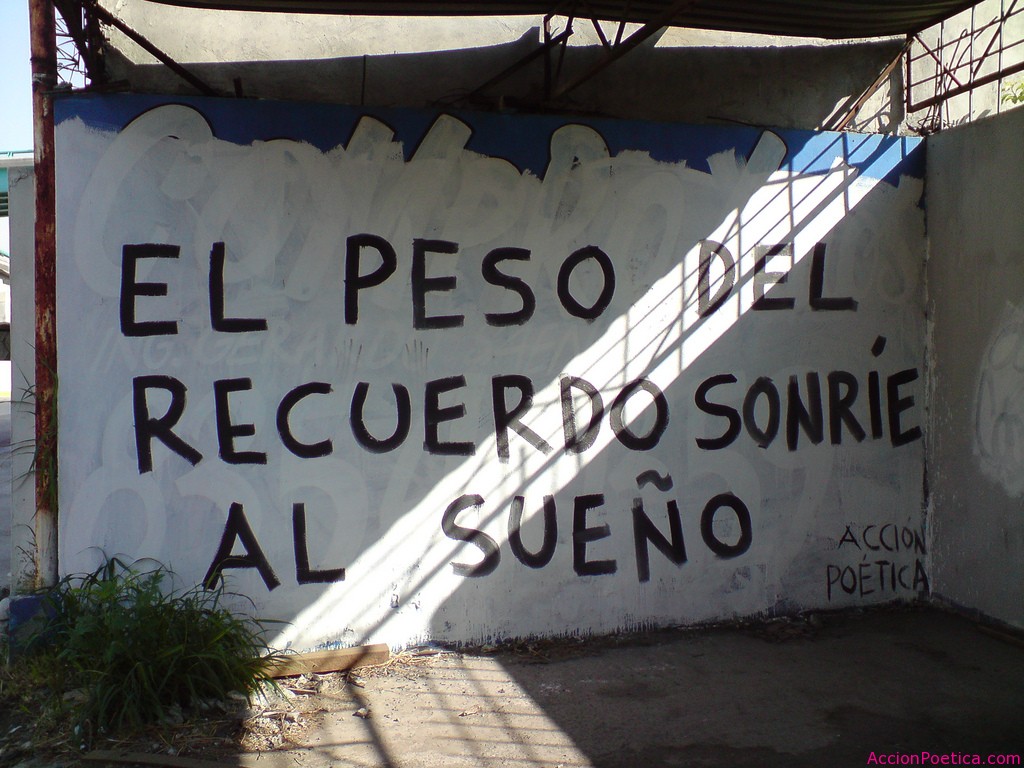 EL PESO DEL
RECUERDO SONRÍE
AL SUEÑO
ACCIÓN
POÉTICA
AccionPoetica.com